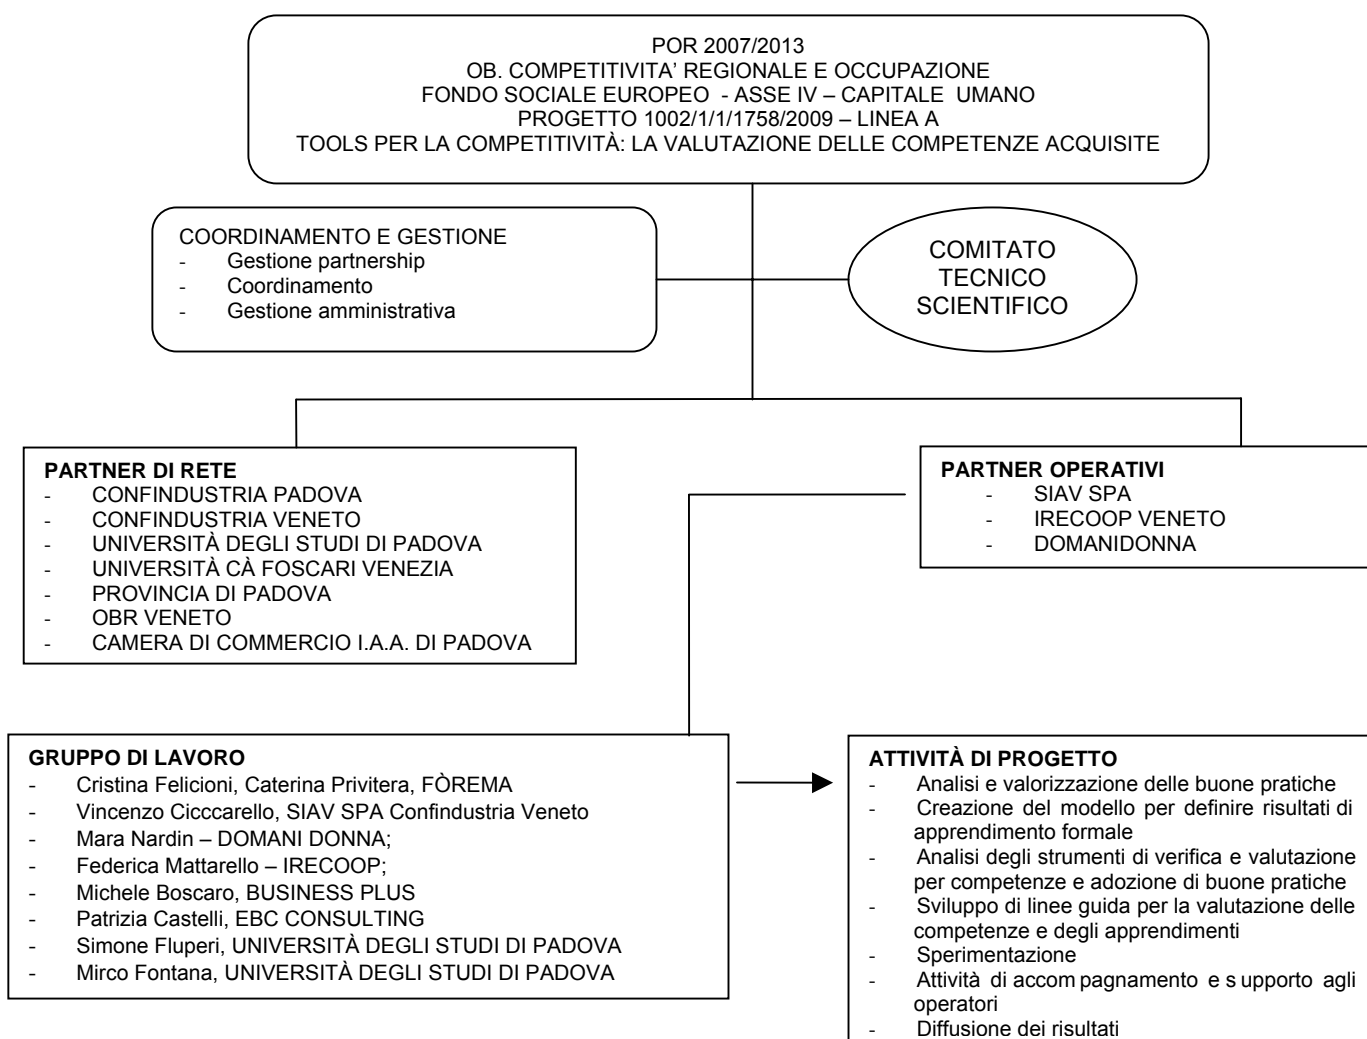 POR 2007/2013
OB. COMPETITIVITA’ REGIONALE E OCCUPAZIONE
FONDO SOCIALE EUROPEO - ASSE IV – CAPITALE UMANO
PROGETTO 1002/1/1/1758/2009 – LINEA A
TOOLS PER LA COMPETITIVITÀ: LA VALUTAZIONE DELLE COMPETENZE ACQUISITE
COORDINAMENTO E GESTIONE
- Gestione partnership
- Coordinamento
- Gestione amministrativa
COMITATO
TECNICO
SCIENTIFICO
PARTNER DI RETE
- CONFINDUSTRIA PADOVA
- CONFINDUSTRIA VENETO
- UNIVERSITÀ DEGLI STUDI DI PADOVA
- UNIVERSITÀ CÀ FOSCARI VENEZIA
- PROVINCIA DI PADOVA
- OBR VENETO
- CAMERA DI COMMERCIO I.A.A. DI PADOVA
PARTNER OPERATIVI
- SIAV SPA
- IRECOOP VENETO
- DOMANIDONNA
GRUPPO DI LAVORO
- Cristina Felicioni, Caterina Privitera, FÒREMA
- Vincenzo Cicccarello, SIAV SPA Confindustria Veneto
- Mara Nardin – DOMANI DONNA;
- Federica Mattarello – IRECOOP;
- Michele Boscaro, BUSINESS PLUS
- Patrizia Castelli, EBC CONSULTING
- Simone Fluperi, UNIVERSITÀ DEGLI STUDI DI PADOVA
- Mirco Fontana, UNIVERSITÀ DEGLI STUDI DI PADOVA
ATTIVITÀ DI PROGETTO
- Analisi e valorizzazione delle buone pratiche
- Creazione del modello per definire risultati di
apprendimento formale
- Analisi degli strumenti di verifica e valutazione
per competenze e adozione di buone pratiche
- Sviluppo di linee guida per la valutazione delle
competenze e degli apprendimenti
- Sperimentazione
- Attività di accom pagnamento e s upporto agli
operatori
- Diffusione dei risultati